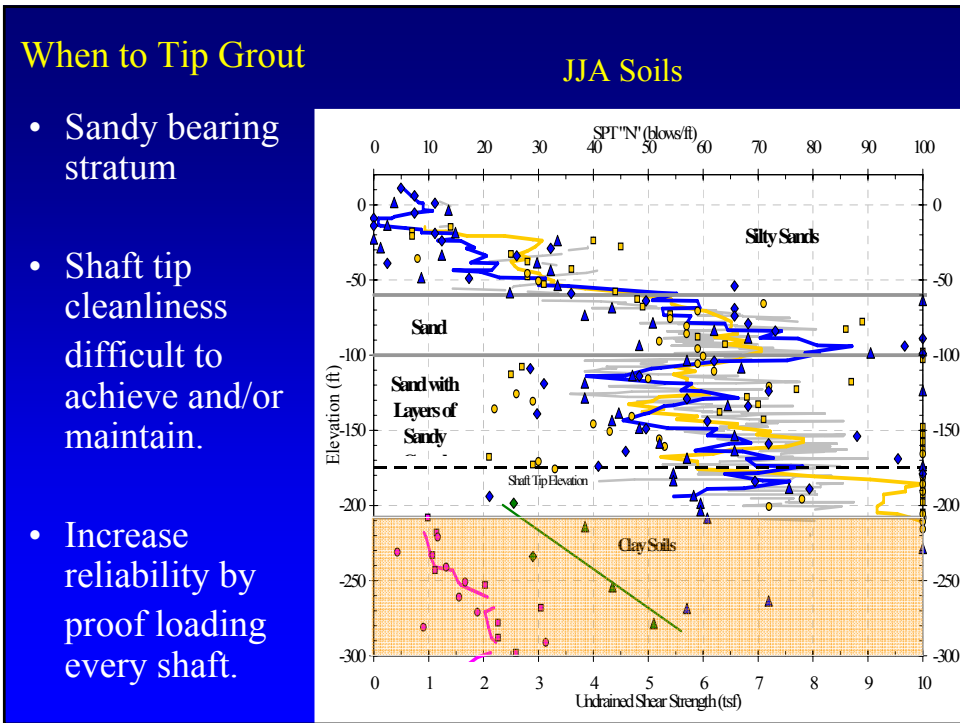 When to Tip Grout
• Sandy bearing
stratum
• Shaft tip
cleanliness
difficult to
achieve and/or
maintain.
• Increase
reliability by
proof loading
every shaft.
JJA Soils
SPT "N" (blows/ft)
0 10 20 30 40 50 60 70 80 90 100
Elevation (ft)
0 0
-50 -50
-100 -100
-150 -150
-200 -200
-250 -250
-300 -300
Silty Sands
Sand
Sand with
Layers of
Sandy
Shaft Tip Elevation
Clay Soils
0 1 2 3 4 5 6 7 8 9 10
Undrained Shear Strength (tsf)